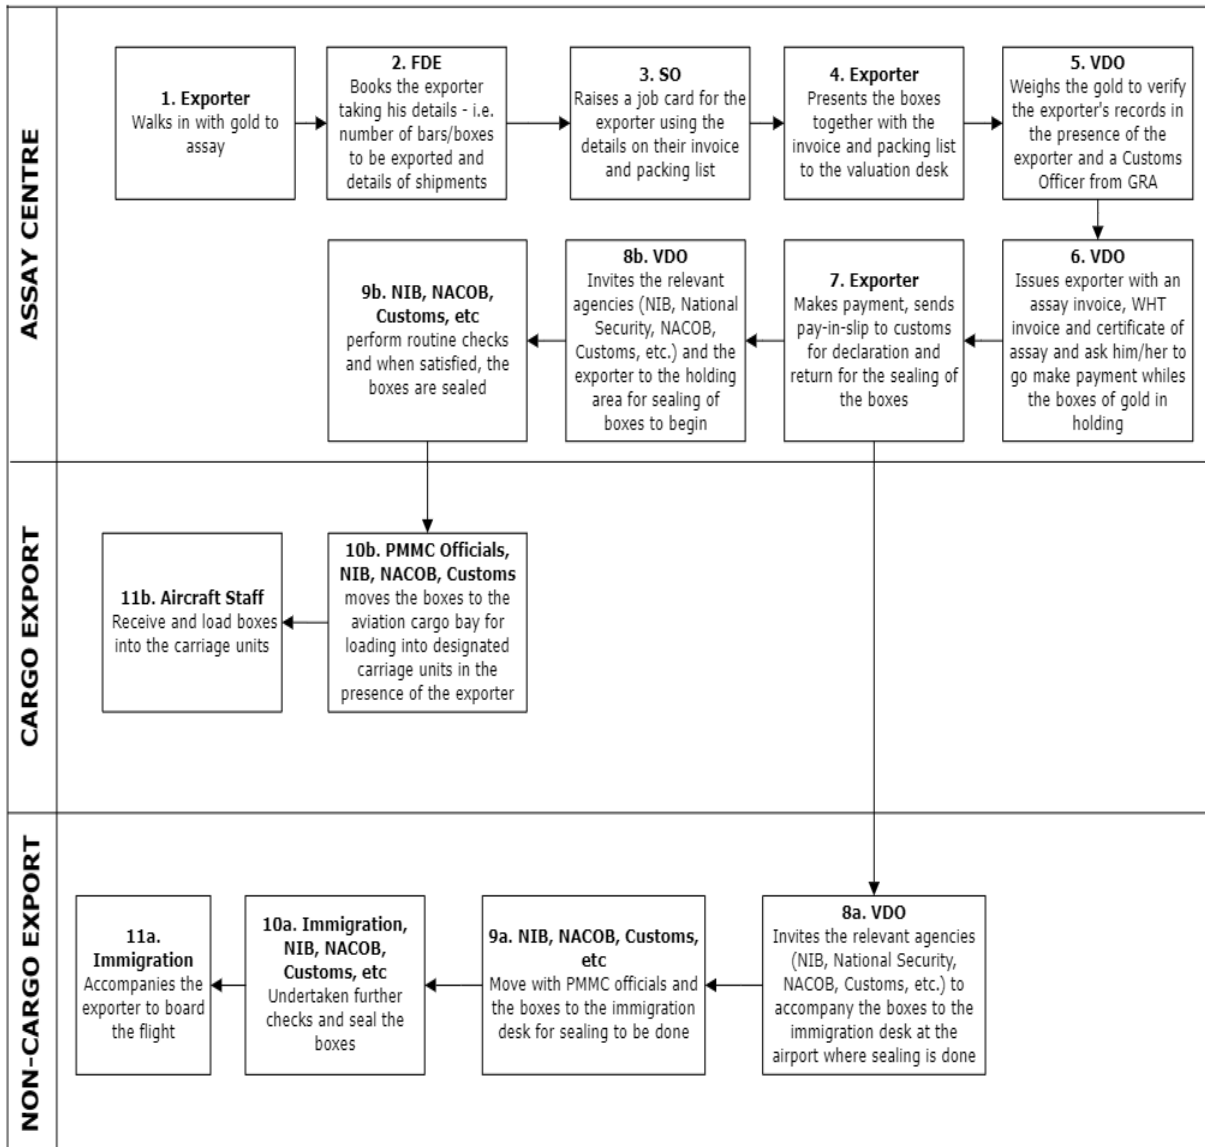 ASSAY CENTRE
1. Exporter
Walks in with gold to
assay
2. FDE
Books the exporter
taking his details - i.e.
number of bars/boxes
to be exported and
details of shipments
3. SO
Raises a job card for the
exporter using the
details on their invoice
and packing list
4. Exporter
Presents the boxes
together with the
invoice and packing list
to the valuation desk
5. VDO
Weighs the gold to verify
the exporter's records in
the presence of the
exporter and a Customs
Officer from GRA
6. VDO
Issues exporter with an
assay invoice, WHT
invoice and certificate of
assay and ask him/her to
go make payment whiles
the boxes of gold in
holding
7. Exporter
Makes payment, sends
pay-in-slip to customs
for declaration and
return for the sealing of
the boxes
8b. VDO
Invites the relevant
agencies (NIB, National
Security, NACOB,
Customs, etc.) and the
exporter to the holding
area for sealing of
boxes to begin
9b. NIB, NACOB,
Customs, etc
perform routine checks
and when satisfied, the
boxes are sealed
CARGO EXPORT
10b. PMMC Officials,
NIB, NACOB, Customs
moves the boxes to the
aviation cargo bay for
loading into designated
carriage units in the
presence of the exporter
11b. Aircraft Staff
Receive and load boxes
into the carriage units
NON-CARGO EXPORT
8a. VDO
Invites the relevant agencies
(NIB, National Security,
NACOB, Customs, etc.) to
accompany the boxes to the
immigration desk at the
airport where sealing is done
9a. NIB, NACOB, Customs,
etc
Move with PMMC officials and
the boxes to the immigration
desk for sealing to be done
10a. Immigration,
NIB, NACOB,
Customs, etc
Undertaken further
checks and seal the
boxes
11a.
Immigration
Accompanies the
exporter to board
the flight